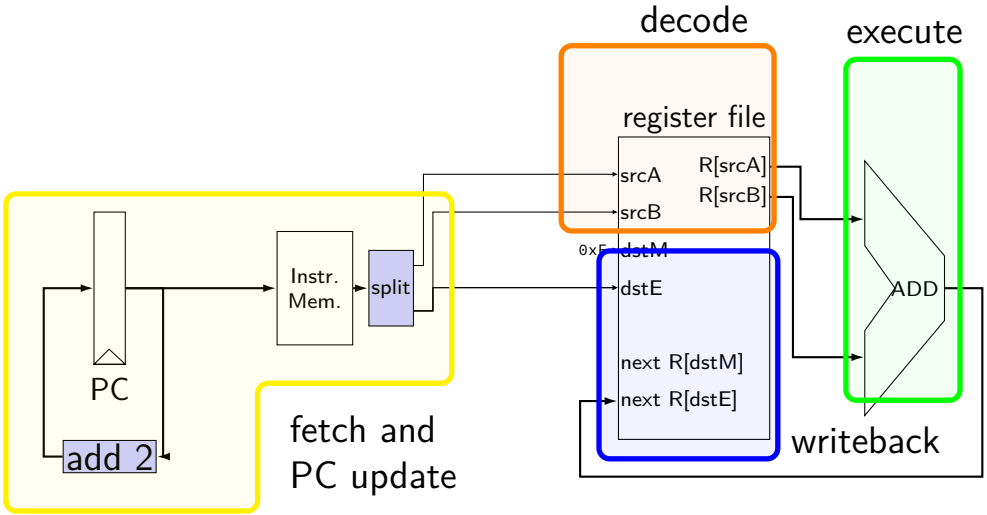 decode
execute
register file
srcA
R[srcA]
R[srcB]
srcB
0xF
dstM
dstE
next R[dstM]
next R[dstE]
ADD
writeback
Instr.
Mem.
split
PC
add 2
fetch and
PC update